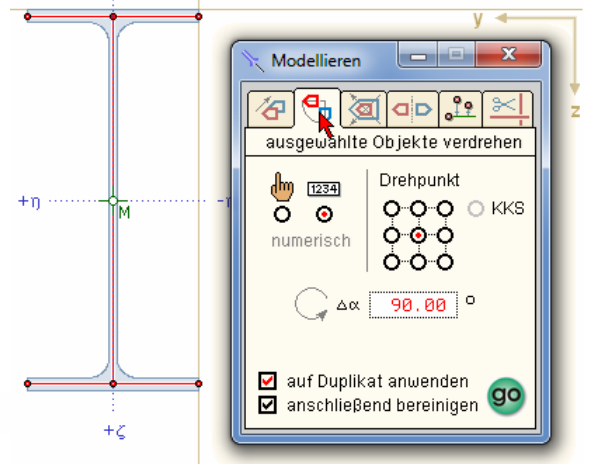 y
z
Modellieren
ausgewählte Objekte verdrehen
1234
numerisch
Drehpunkt
KKS
Δα 90.00 °
auf Duplikat anwenden
anschließend bereinigen
go
+η
M
-η
+ζ